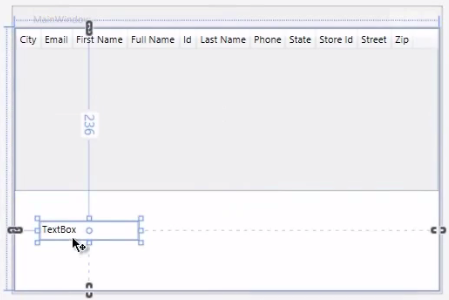 MainWindow
City Email First Name Full Name Id Last Name Phone State Store Id Street Zip
236
TextBox